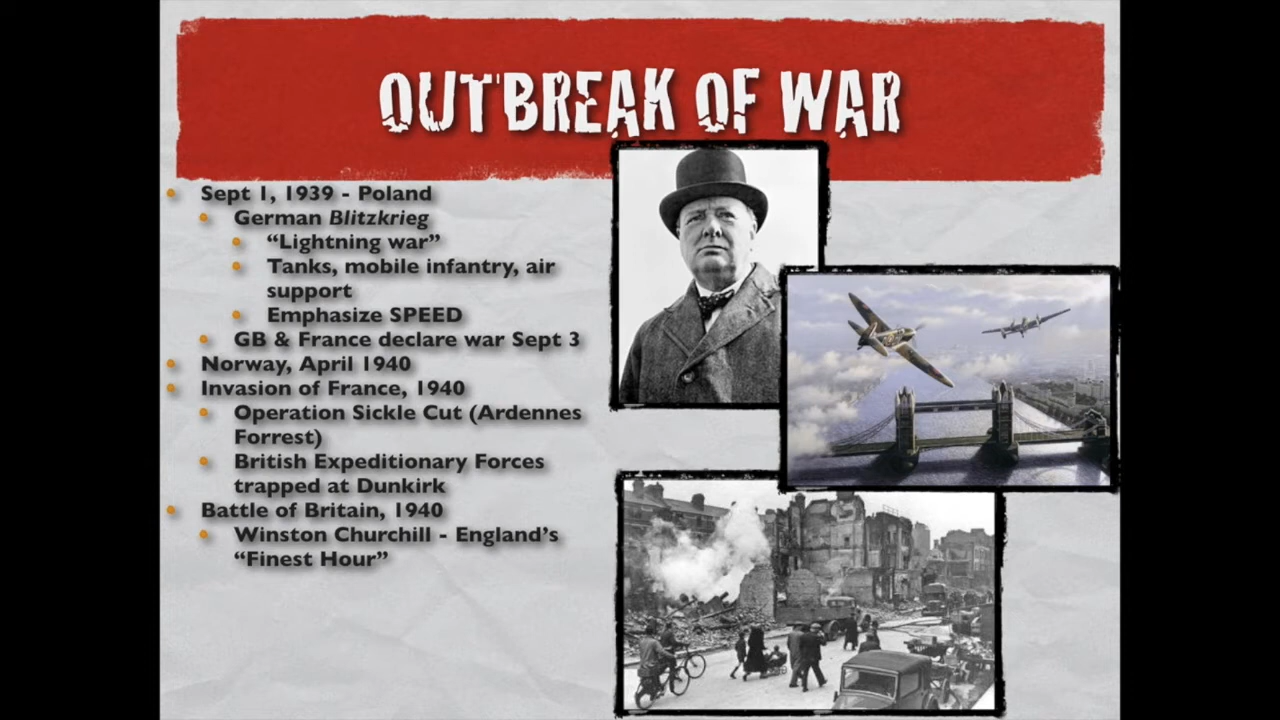 OUTBREAK OF WAR
Sept 1, 1939 - Poland
German Blitzkrieg
“Lightning war”
Tanks, mobile infantry, air
support
Emphasize SPEED
GB & France declare war Sept 3
Norway, April 1940
Invasion of France, 1940
Operation Sickle Cut (Ardennes
Forrest)
British Expeditionary Forces
trapped at Dunkirk
Battle of Britain, 1940
Winston Churchill - England’s
“Finest Hour”